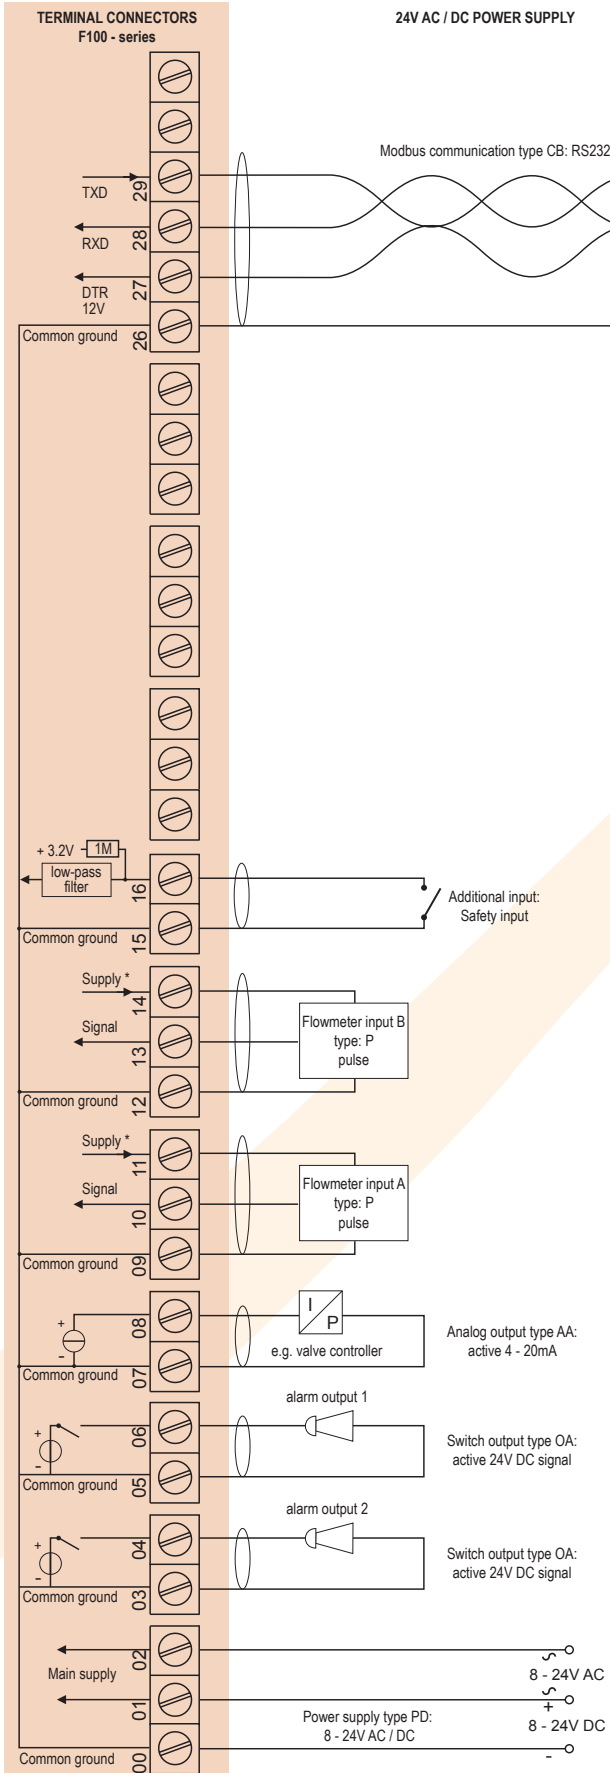 TERMINAL CONNECTORS
F100 - series
24V AC / DC POWER SUPPLY
Modbus communication type CB: RS232
TXD
29
RXD
28
DTR
12V
27
Common ground
26
+ 3.2V
1M
low-pass
filter
16
Additional input:
Safety input
Common ground
15
Supply *
14
Signal
13
Flowmeter input B
type: P
pulse
Common ground
12
Supply *
11
Signal
10
Flowmeter input A
type: P
pulse
Common ground
09
+
-
08
I
P
e.g. valve controller
Analog output type AA:
active 4 - 20mA
Common ground
07
alarm output 1
+
-
06
Switch output type OA:
active 24V DC signal
Common ground
05
alarm output 2
+
-
04
Switch output type OA:
active 24V DC signal
Common ground
03
02
Main supply
8 - 24V AC
01
+
Power supply type PD:
8 - 24V AC / DC
8 - 24V DC
Common ground
00
-